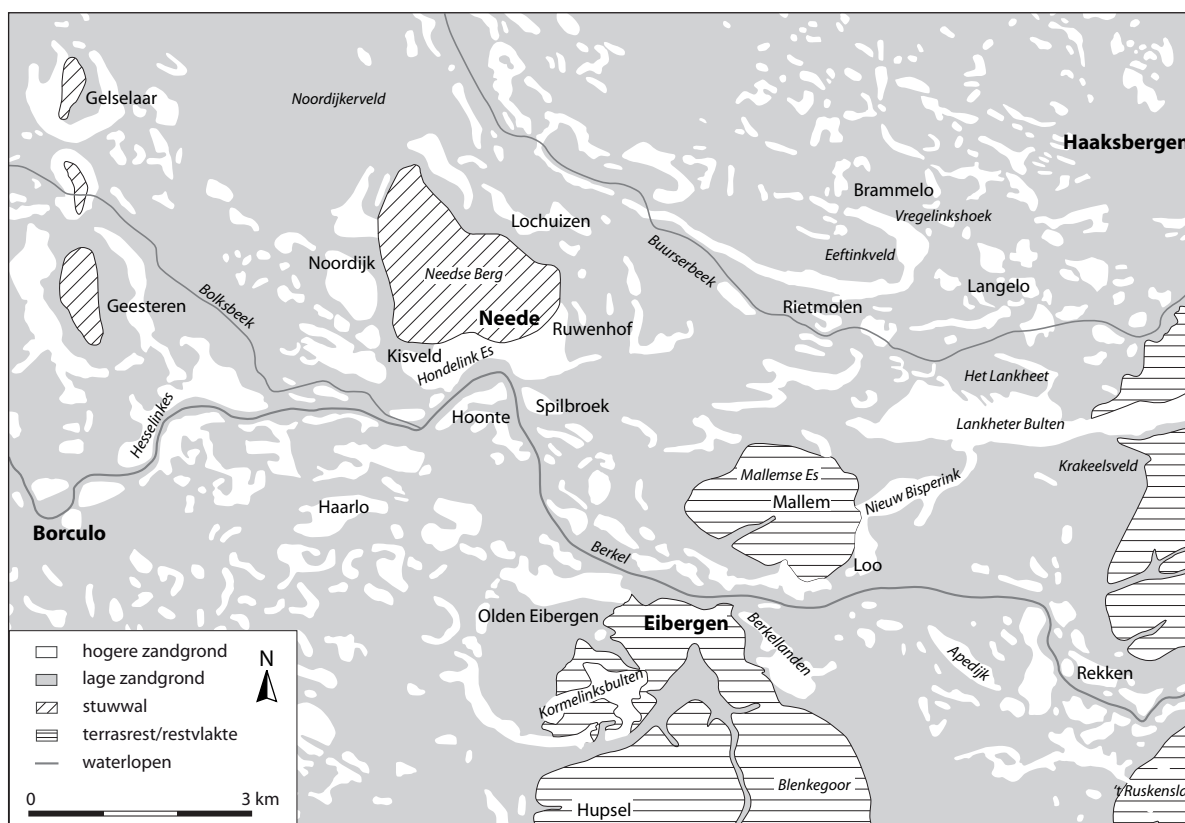 Gelselaar
Noordijkerveld
Haaksbergen
Brammelo
Vregelinkshoek
Lochuizen
Eeftinkveld
Buurserbeek
Noordijk
Needse Berg
Langelo
Bolksbeek
Geesteren
Rietmolen
Neede
Ruwenhof
Kisveld
Hondelink Es
Het Lankheet
Hesselinkes
Hoonte
Spilbroek
Lankheter Bulten
Mallemse Es
Krakeelsveld
Mallem
Nieuw Bisperink
Haarlo
Borculo
Berkel
Loo
Olden Eibergen
Eibergen
Berkellanden
Apedijk
Rekken
Kormelinksbulten
Blenkegoor
't Ruskensla
Hupsel
hogere zandgrond
lage zandgrond
stuwwal
terrasrest/restvlakte
waterlopen
N
0 3 km